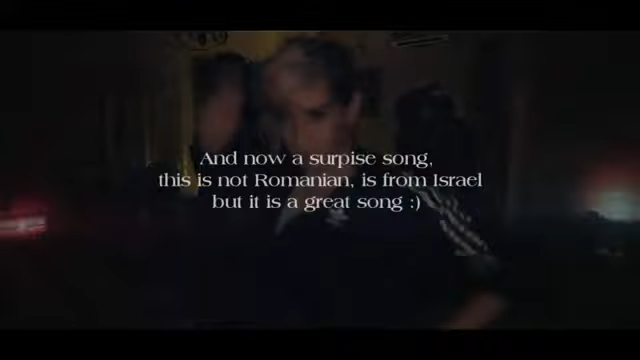 And now a surpise song,
this is not Romanian, is from Israel
but it is a great song :)